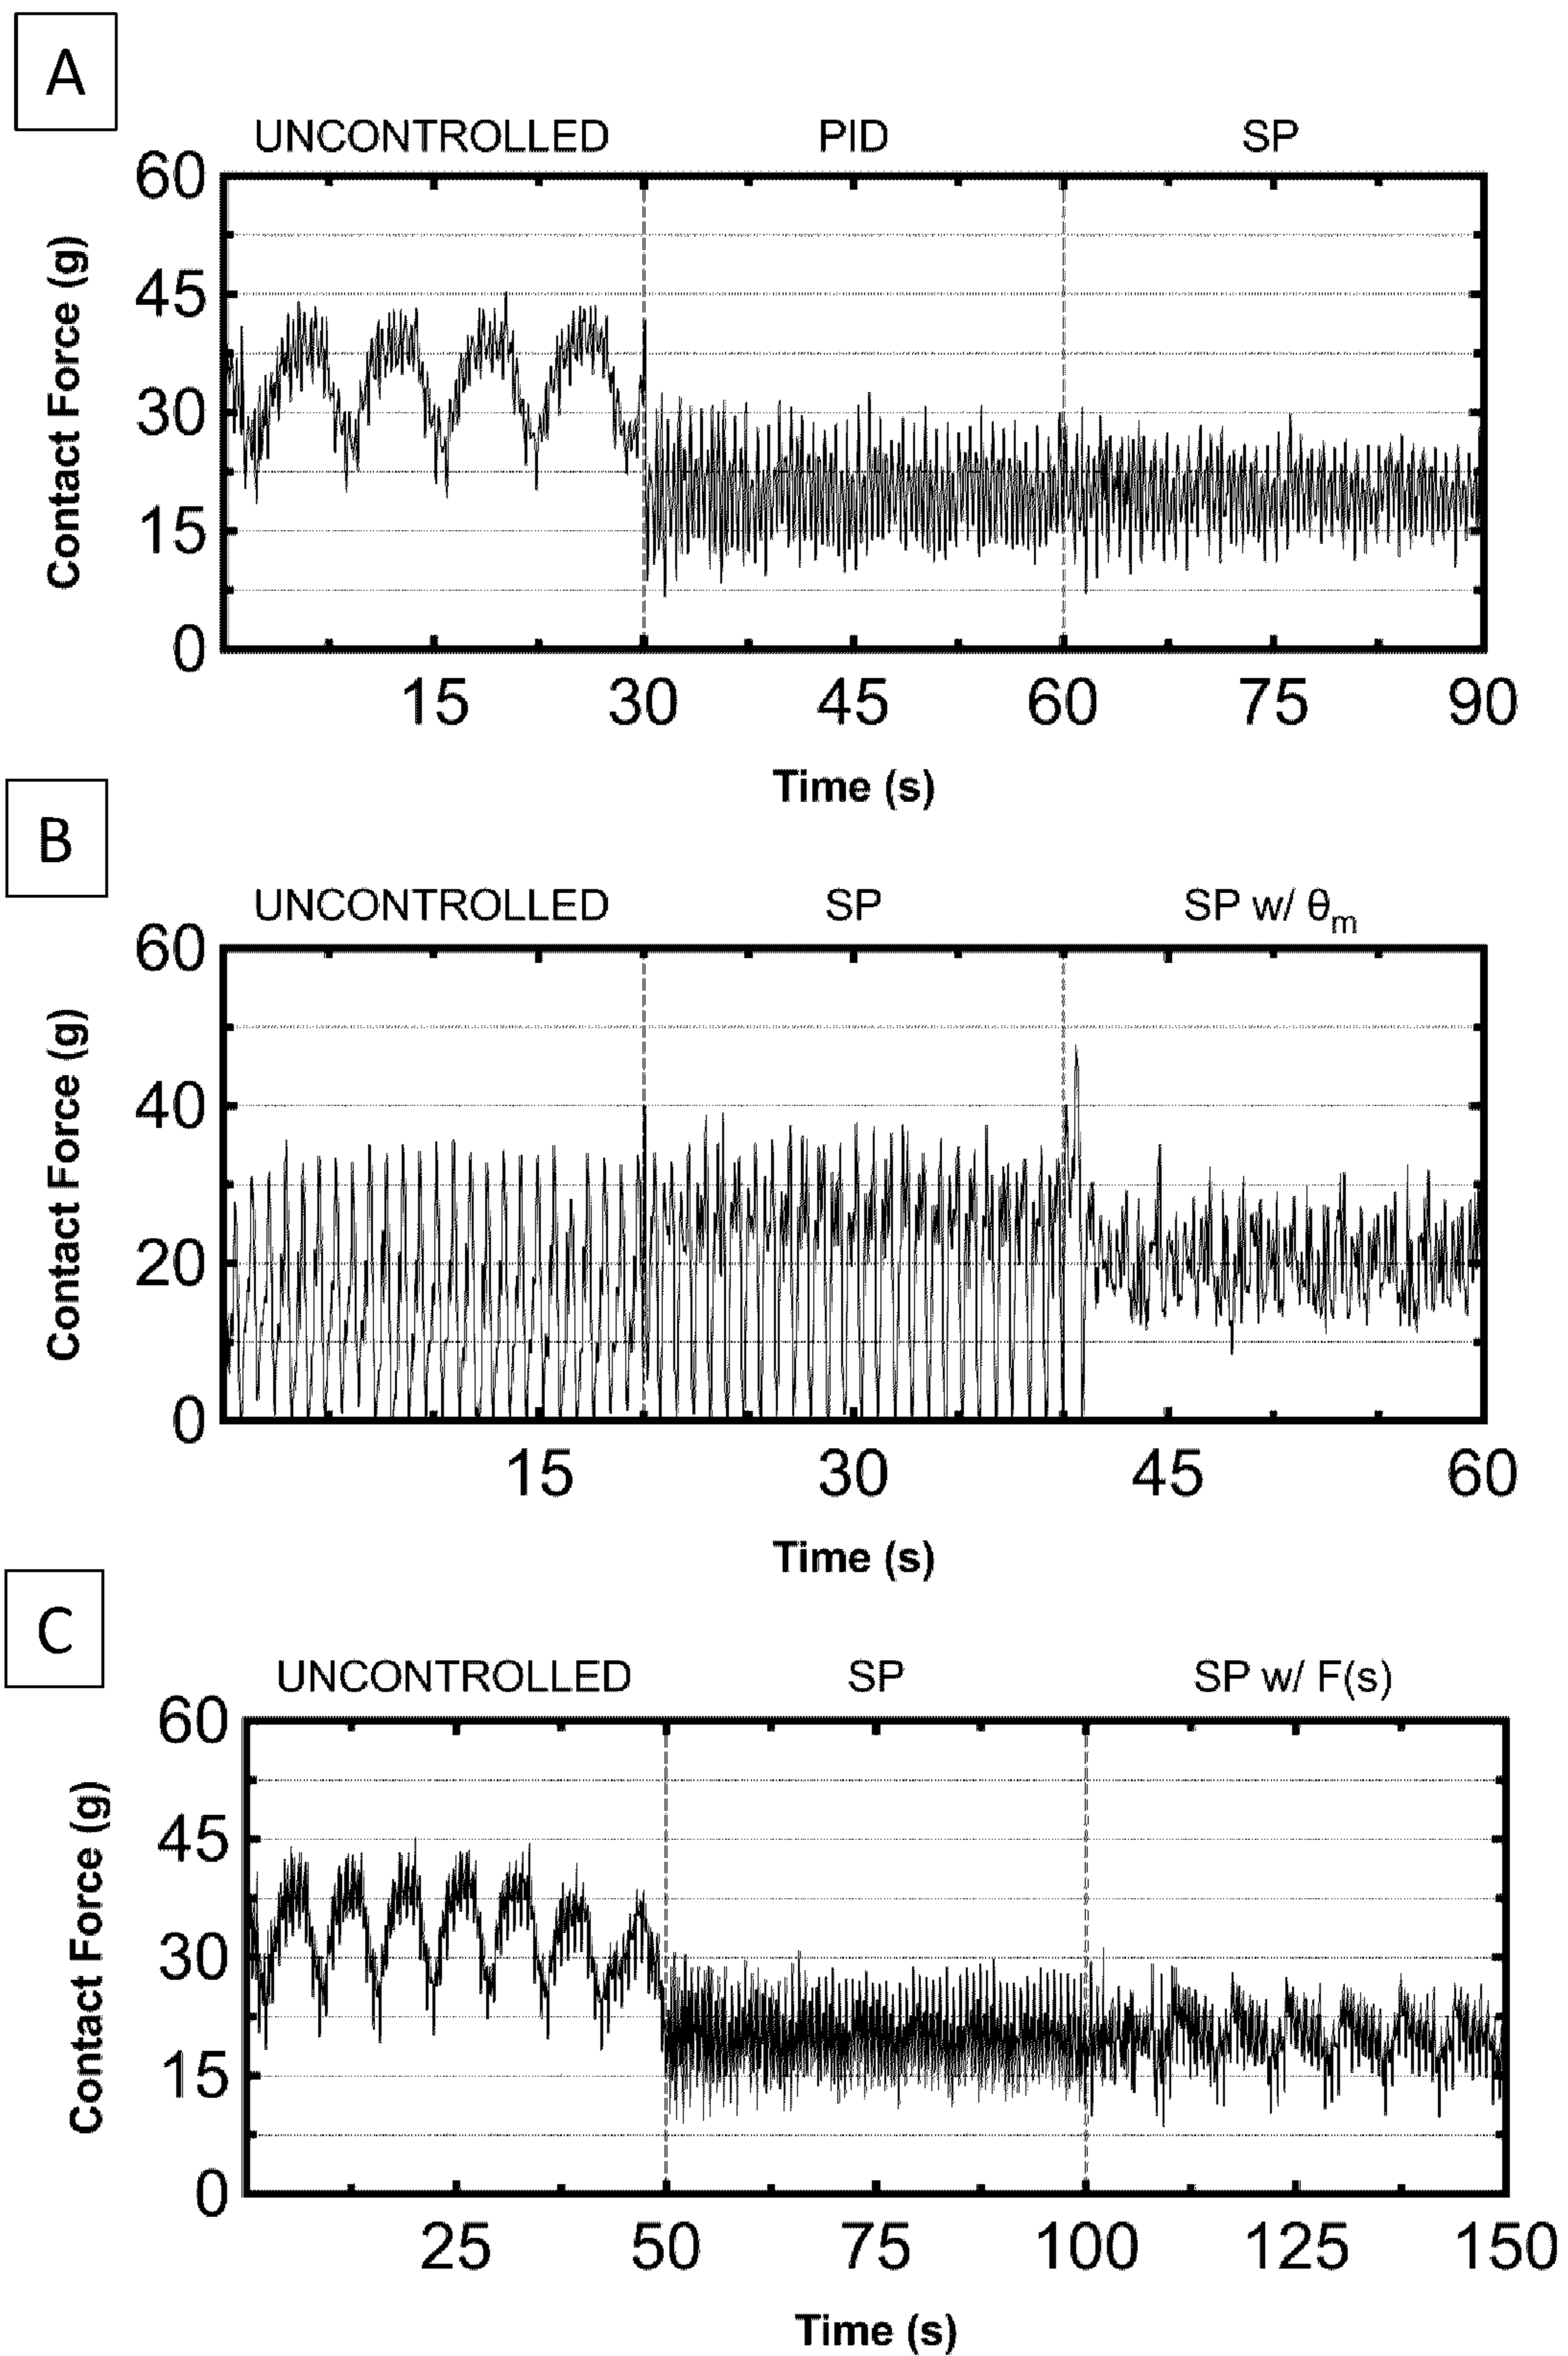 A
UNCONTROLLED PID SP
60
45
30
15
0
Contact Force (g)
15 30 45 60 75 90
Time (s)
B
UNCONTROLLED SP SP w/ θm
60
40
20
0
Contact Force (g)
15 30 45 60
Time (s)
C
UNCONTROLLED SP SP w/ F(s)
60
45
30
15
0
Contact Force (g)
25 50 75 100 125 150
Time (s)